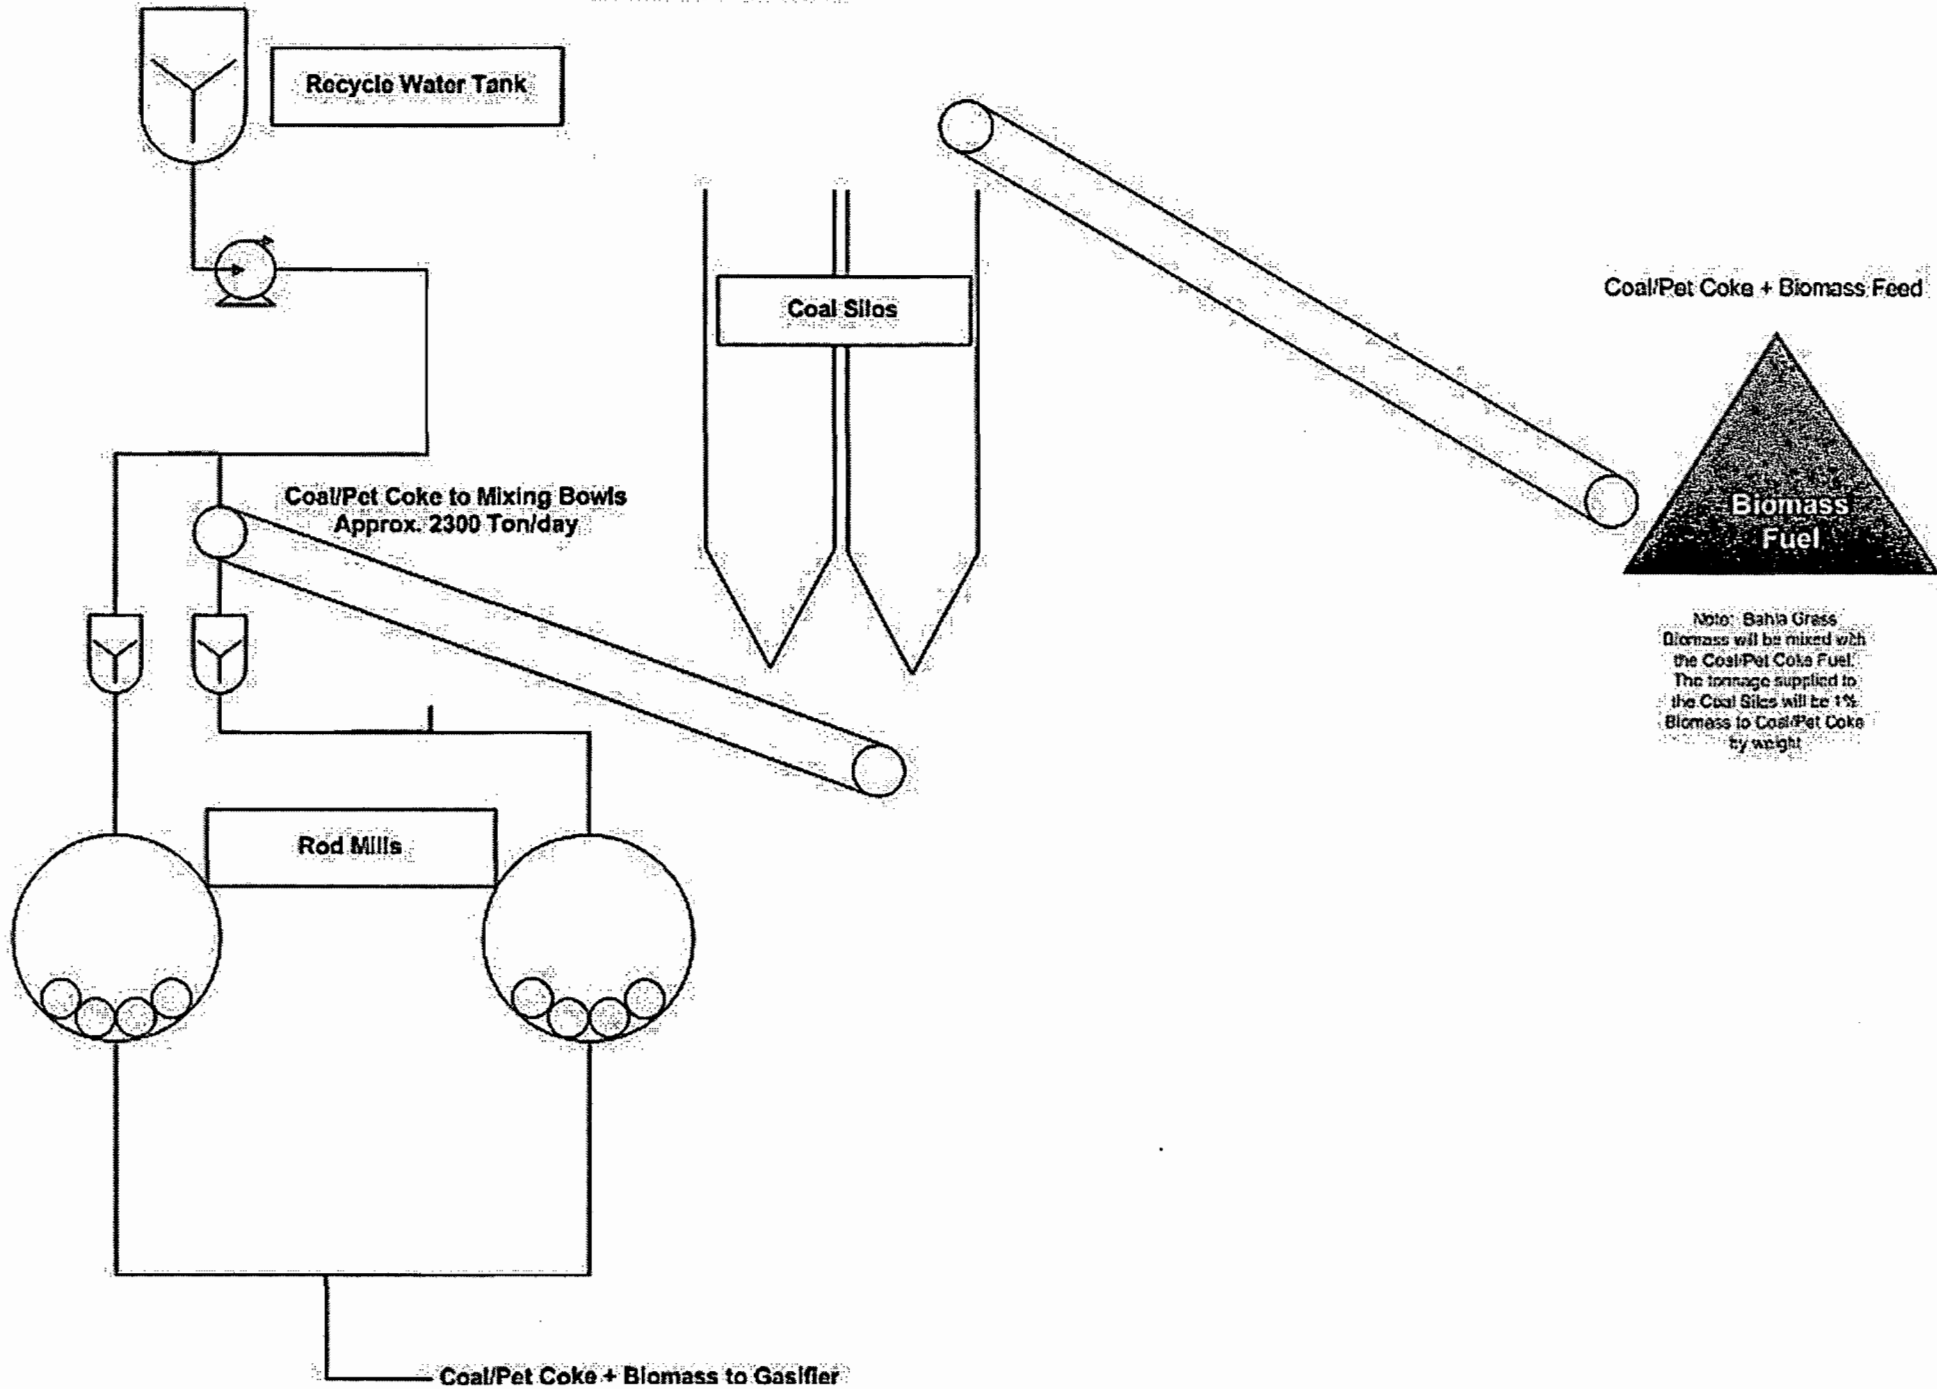 Recycle Water Tank
Coal Silos
Coal/Pet Coke + Biomass Feed
Coal/Pet Coke to Mixing Bowls
Approx. 2300 Ton/day
Biomass
Fuel
Note: Bahia Grass
Biomass will be mixed with
the Coal/Pet Coke Fuel.
The tonnage supplied to
the Coal Silos will be 1%
Biomass to Coal/Pet Coke
by weight
Rod Mills
Coal/Pet Coke + Biomass to Gasifier